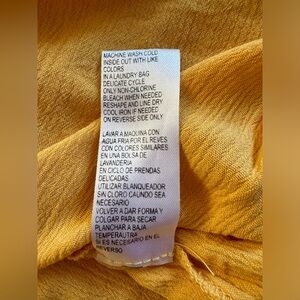 MACHINE WASH COLD
INSIDE OUT WITH LIKE
COLORS
IN A LAUNDRY BAG
DELICATE CYCLE
ONLY NON-CHLORINE
BLEACH WHEN NEEDED
RESHAPE AND LINE DRY
COOL IRON IF NEEDED
ON REVERSE SIDE ONLY
LAVAR A MAQUINA CON
AGUA FRIA POR EL REVES
CON COLORES SIMILARES
EN UNA BOLSA DE
LAVANDERIA
EN CICLO DE PRENDAS
DELICADAS
UTILIZAR BLANQUEADOR
SIN CLORO CAUNDO SEA
NECESARIO
VOLVER A DAR FORMA Y
COLGAR PARA SECAR
PLANCHAR A BAJA
TEMPERAUTRA
SI ES NECESARIO EN EL
REVERSO